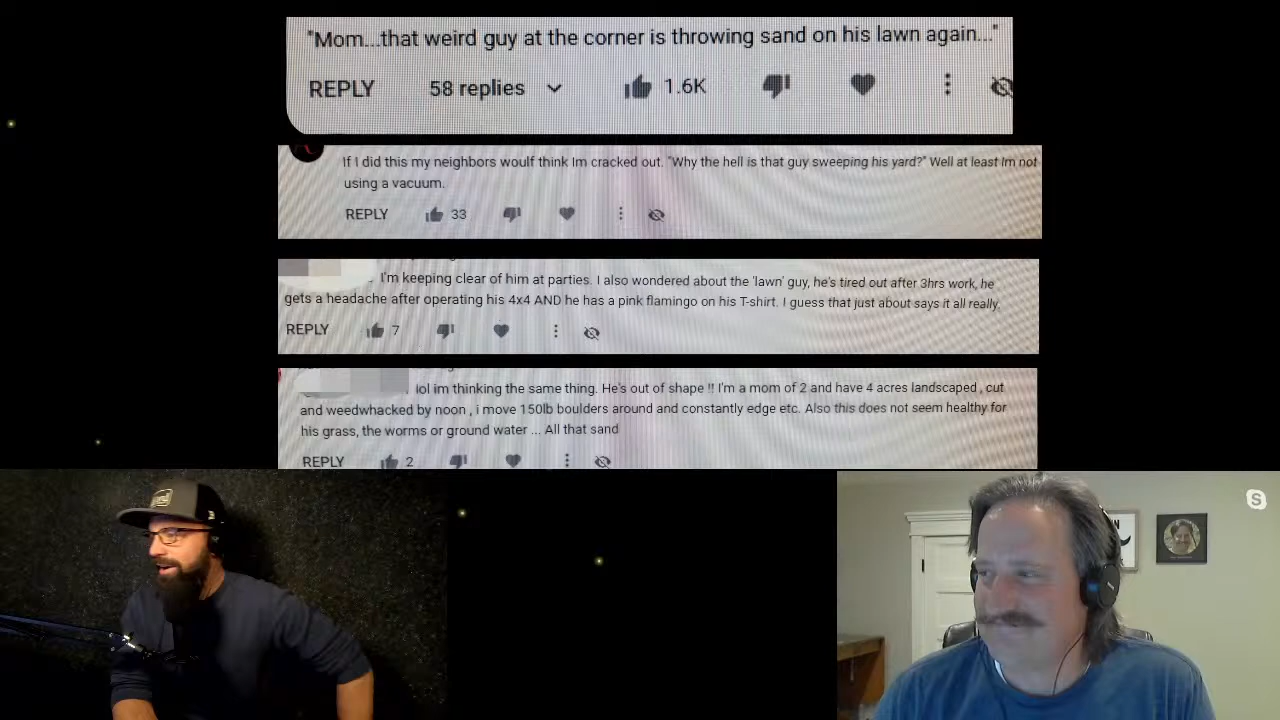 "Mom...that weird guy at the corner is throwing sand on his lawn again..."
REPLY 58 replies 1.6K
If I did this my neighbors woulf think Im cracked out. "Why the hell is that guy sweeping his yard?" Well at least Im not
using a vacuum.
REPLY 33
I'm keeping clear of him at parties. I also wondered about the 'lawn' guy, he's tired out after 3hrs work, he
gets a headache after operating his 4x4 AND he has a pink flamingo on his T-shirt. I guess that just about says it all really.
REPLY 7
lol im thinking the same thing. He's out of shape !! I'm a mom of 2 and have 4 acres landscaped , cut
and weedwhacked by noon , i move 150lb boulders around and constantly edge etc. Also this does not seem healthy for
his grass, the worms or ground water ... All that sand
REPLY 2
S